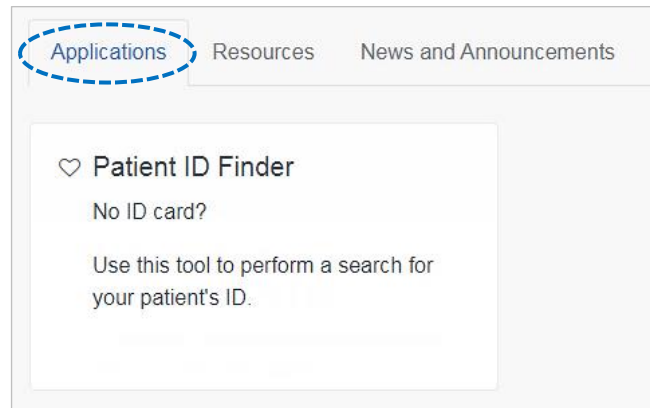 Applications Resources News and Announcements
Patient ID Finder
No ID card?
Use this tool to perform a search for
your patient's ID.